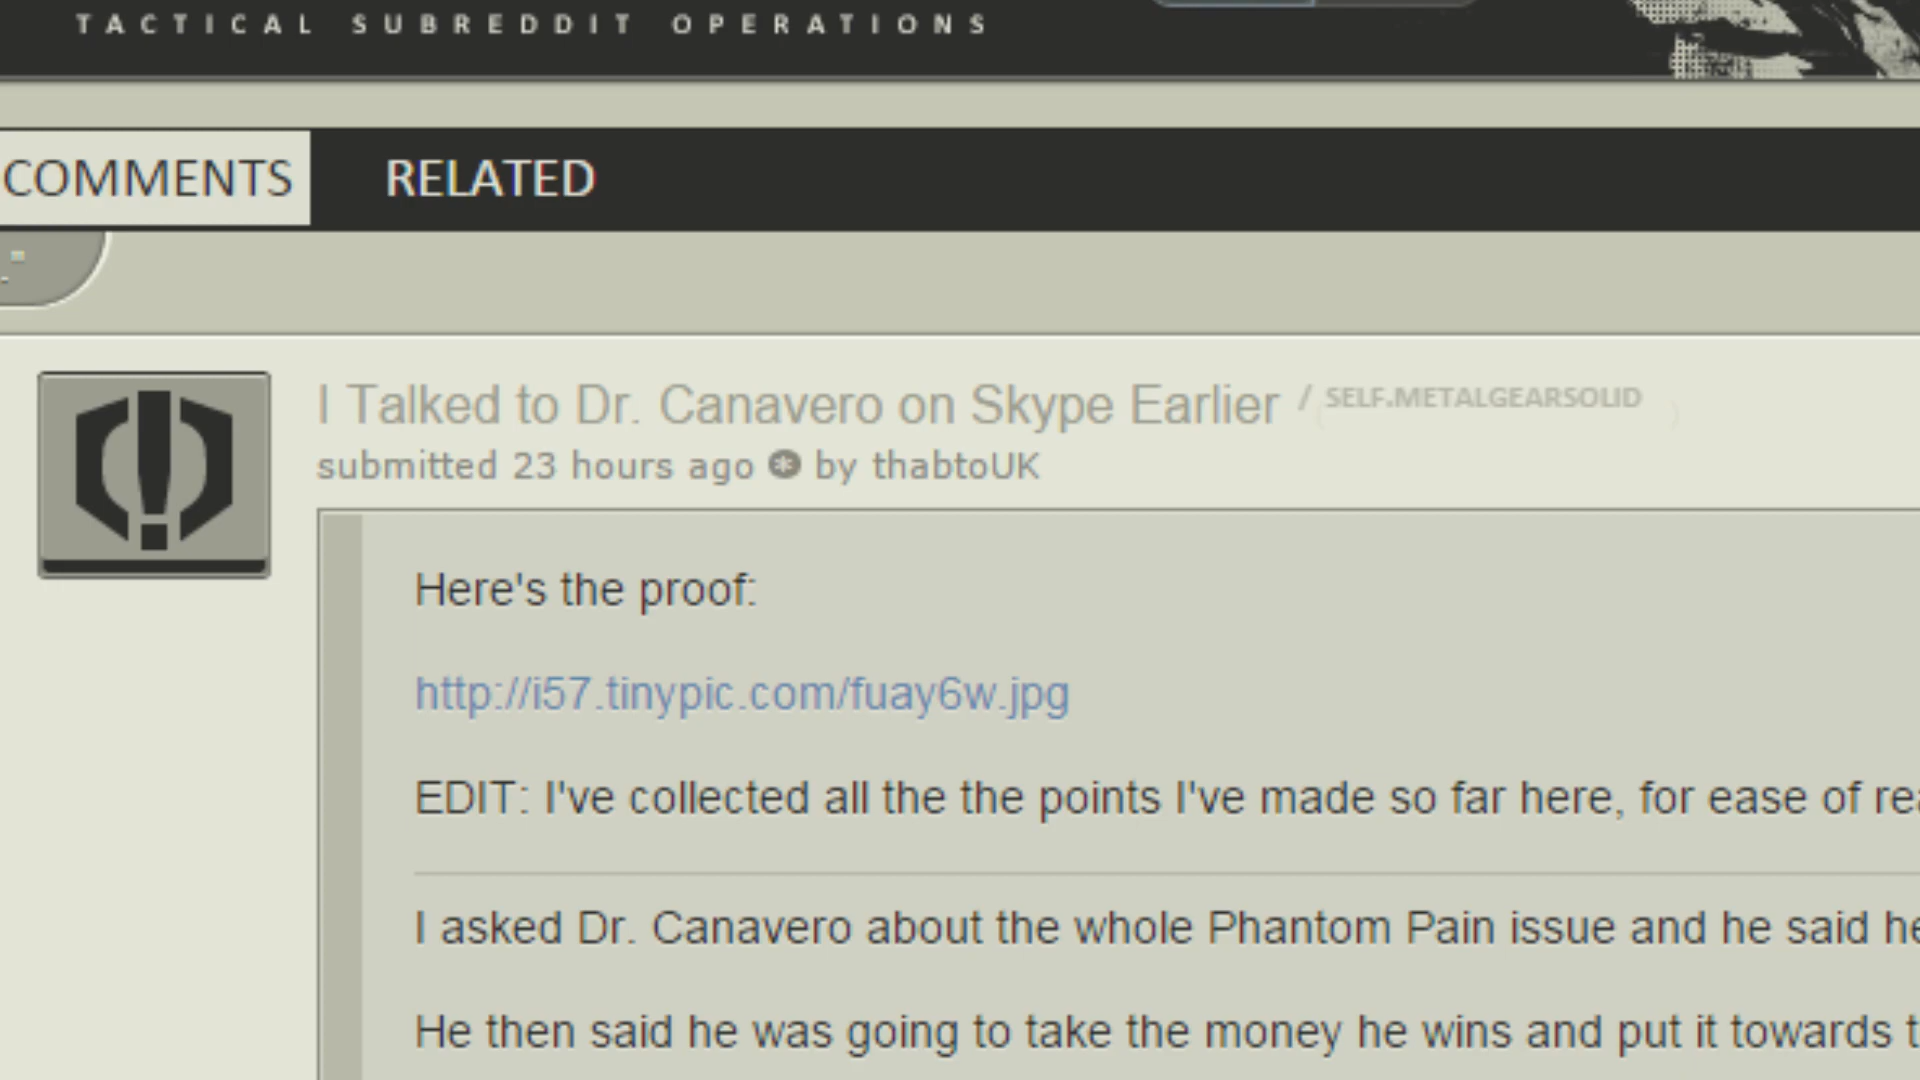 TACTICAL SUBREDDIT OPERATIONS
COMMENTS RELATED
I Talked to Dr. Canavero on Skype Earlier / (SELF.METALGEARSOLID)
submitted 23 hours ago * by thabtoUK
Here's the proof:
http://i57.tinypic.com/fuay6w.jpg
EDIT: I've collected all the the points I've made so far here, for ease of
I asked Dr. Canavero about the whole Phantom Pain issue and he said
He then said he was going to take the money he wins and put it towards